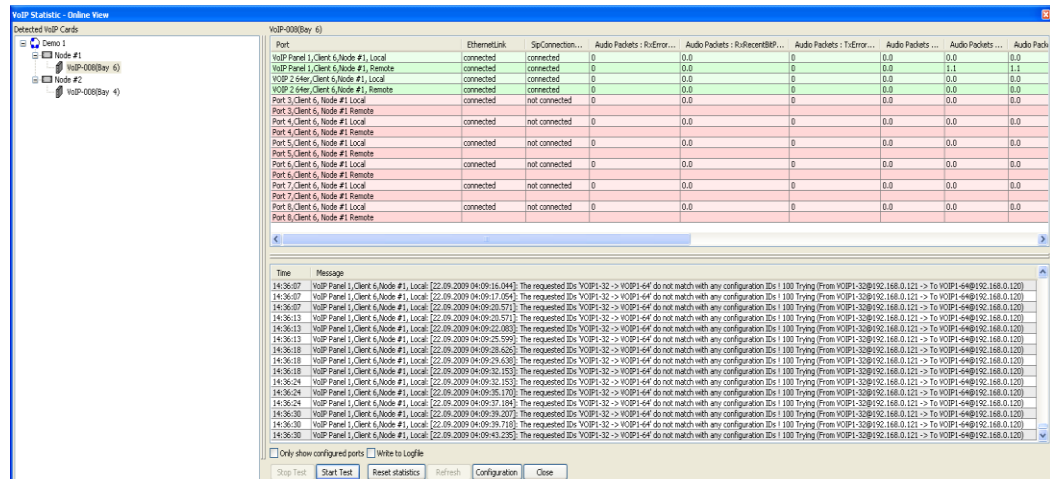 VoIP Statistic - Online View
Detected VoIP Cards
Demo 1
Node #1
VoIP-008(Bay 6)
Node #2
VoIP-008(Bay 4)
VoIP-008(Bay 6)
Port EthernetLink SipConnection... Audio Packets : RxError... Audio Packets : RxRecentBitP... Audio Packets : TxError... Audio Packets ... Audio Packets ... Audio Pack
VoIP Panel 1,Client 6,Node #1, Local connected connected 0 0.0 0 0.0 0.0 0.0
VoIP Panel 1,Client 6,Node #1, Remote connected connected 0 0.0 0 0.0 1.1 1.1
VOIP 2 64er,Client 6,Node #1, Local connected connected 0 0.0 0 0.0 0.0 0.0
VOIP 2 64er,Client 6,Node #1, Remote connected connected 0 0.0 0 0.0 0.0 0.0
Port 3,Client 6, Node #1 Local connected not connected 0 0.0 0 0.0 0.0 0.0
Port 3,Client 6, Node #1 Remote
Port 4,Client 6, Node #1 Local connected not connected 0 0.0 0 0.0 0.0 0.0
Port 4,Client 6, Node #1 Remote
Port 5,Client 6, Node #1 Local connected not connected 0 0.0 0 0.0 0.0 0.0
Port 5,Client 6, Node #1 Remote
Port 6,Client 6, Node #1 Local connected not connected 0 0.0 0 0.0 0.0 0.0
Port 6,Client 6, Node #1 Remote
Port 7,Client 6, Node #1 Local connected not connected 0 0.0 0 0.0 0.0 0.0
Port 7,Client 6, Node #1 Remote
Port 8,Client 6, Node #1 Local connected not connected 0 0.0 0 0.0 0.0 0.0
Port 8,Client 6, Node #1 Remote
Time Message
14:36:07 VoIP Panel 1,Client 6,Node #1, Local: [22.09.2009 04:09:16.044]: The requested IDs 'VOIP1-32 -> VOIP1-64' do not match with any configuration IDs ! 100 Trying (From VOIP1-32@192.168.0.121 -> To VOIP1-64@192.168.0.120)
14:36:07 VoIP Panel 1,Client 6,Node #1, Local: [22.09.2009 04:09:17.054]: The requested IDs 'VOIP1-32 -> VOIP1-64' do not match with any configuration IDs ! 100 Trying (From VOIP1-32@192.168.0.121 -> To VOIP1-64@192.168.0.120)
14:36:07 VoIP Panel 1,Client 6,Node #1, Local: [22.09.2009 04:09:20.571]: The requested IDs 'VOIP1-32 -> VOIP1-64' do not match with any configuration IDs ! 100 Trying (From VOIP1-32@192.168.0.121 -> To VOIP1-64@192.168.0.120)
14:36:13 VoIP Panel 1,Client 6,Node #1, Local: [22.09.2009 04:09:20.571]: The requested IDs 'VOIP1-32 -> VOIP1-64' do not match with any configuration IDs ! 100 Trying (From VOIP1-32@192.168.0.121 -> To VOIP1-64@192.168.0.120)
14:36:13 VoIP Panel 1,Client 6,Node #1, Local: [22.09.2009 04:09:22.083]: The requested IDs 'VOIP1-32 -> VOIP1-64' do not match with any configuration IDs ! 100 Trying (From VOIP1-32@192.168.0.121 -> To VOIP1-64@192.168.0.120)
14:36:13 VoIP Panel 1,Client 6,Node #1, Local: [22.09.2009 04:09:25.599]: The requested IDs 'VOIP1-32 -> VOIP1-64' do not match with any configuration IDs ! 100 Trying (From VOIP1-32@192.168.0.121 -> To VOIP1-64@192.168.0.120)
14:36:18 VoIP Panel 1,Client 6,Node #1, Local: [22.09.2009 04:09:28.626]: The requested IDs 'VOIP1-32 -> VOIP1-64' do not match with any configuration IDs ! 100 Trying (From VOIP1-32@192.168.0.121 -> To VOIP1-64@192.168.0.120)
14:36:18 VoIP Panel 1,Client 6,Node #1, Local: [22.09.2009 04:09:29.638]: The requested IDs 'VOIP1-32 -> VOIP1-64' do not match with any configuration IDs ! 100 Trying (From VOIP1-32@192.168.0.121 -> To VOIP1-64@192.168.0.120)
14:36:18 VoIP Panel 1,Client 6,Node #1, Local: [22.09.2009 04:09:32.153]: The requested IDs 'VOIP1-32 -> VOIP1-64' do not match with any configuration IDs ! 100 Trying (From VOIP1-32@192.168.0.121 -> To VOIP1-64@192.168.0.120)
14:36:24 VoIP Panel 1,Client 6,Node #1, Local: [22.09.2009 04:09:32.153]: The requested IDs 'VOIP1-32 -> VOIP1-64' do not match with any configuration IDs ! 100 Trying (From VOIP1-32@192.168.0.121 -> To VOIP1-64@192.168.0.120)
14:36:24 VoIP Panel 1,Client 6,Node #1, Local: [22.09.2009 04:09:35.170]: The requested IDs 'VOIP1-32 -> VOIP1-64' do not match with any configuration IDs ! 100 Trying (From VOIP1-32@192.168.0.121 -> To VOIP1-64@192.168.0.120)
14:36:24 VoIP Panel 1,Client 6,Node #1, Local: [22.09.2009 04:09:37.184]: The requested IDs 'VOIP1-32 -> VOIP1-64' do not match with any configuration IDs ! 100 Trying (From VOIP1-32@192.168.0.121 -> To VOIP1-64@192.168.0.120)
14:36:30 VoIP Panel 1,Client 6,Node #1, Local: [22.09.2009 04:09:39.207]: The requested IDs 'VOIP1-32 -> VOIP1-64' do not match with any configuration IDs ! 100 Trying (From VOIP1-32@192.168.0.121 -> To VOIP1-64@192.168.0.120)
14:36:30 VoIP Panel 1,Client 6,Node #1, Local: [22.09.2009 04:09:39.718]: The requested IDs 'VOIP1-32 -> VOIP1-64' do not match with any configuration IDs ! 100 Trying (From VOIP1-32@192.168.0.121 -> To VOIP1-64@192.168.0.120)
14:36:30 VoIP Panel 1,Client 6,Node #1, Local: [22.09.2009 04:09:43.235]: The requested IDs 'VOIP1-32 -> VOIP1-64' do not match with any configuration IDs ! 100 Trying (From VOIP1-32@192.168.0.121 -> To VOIP1-64@192.168.0.120)
Only show configured ports Write to Logfile
Stop Test Start Test Reset statistics Refresh Configuration Close